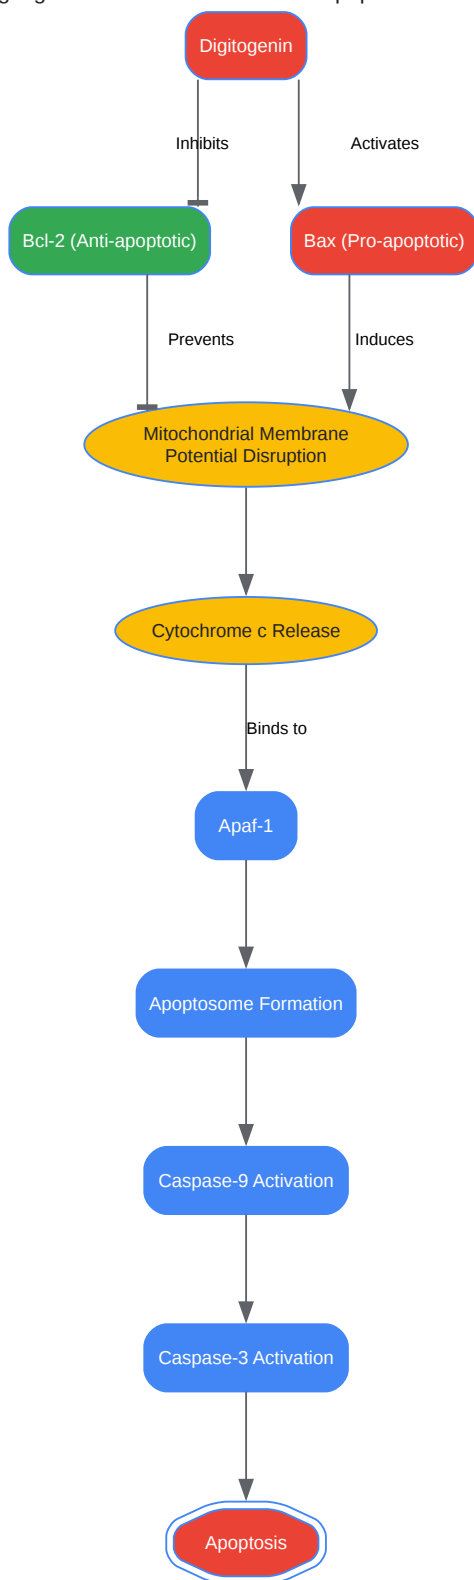 Digitogenin
Inhibits
Activates
Bcl-2 (Anti-apoptotic)
Bax (Pro-apoptotic)
Prevents
Induces
Mitochondrial Membrane
Potential Disruption
Cytochrome c Release
Binds to
Apaf-1
Apoptosome Formation
Caspase-9 Activation
Caspase-3 Activation
Apoptosis